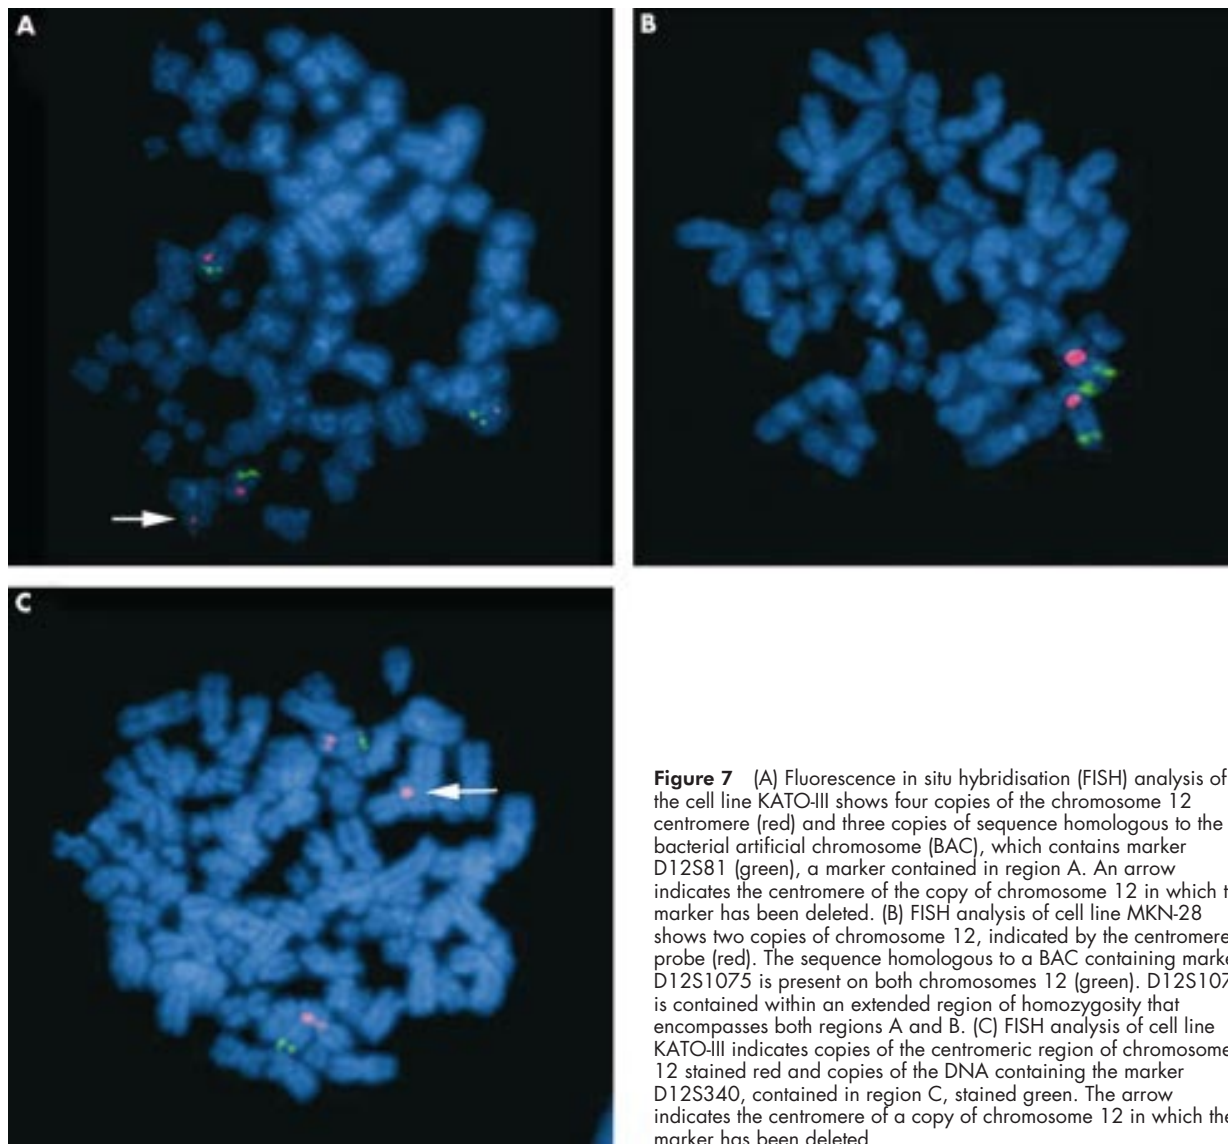 A
B
C
Figure 7 (A) Fluorescence in situ hybridisation (FISH) analysis of
the cell line KATO-III shows four copies of the chromosome 12
centromere (red) and three copies of sequence homologous to the
bacterial artificial chromosome (BAC), which contains marker
D12S81 (green), a marker contained in region A. An arrow
indicates the centromere of the copy of chromosome 12 in which t
marker has been deleted. (B) FISH analysis of cell line MKN-28
shows two copies of chromosome 12, indicated by the centromere
probe (red). The sequence homologous to a BAC containing marke
D12S1075 is present on both chromosomes 12 (green). D12S107
is contained within an extended region of homozygosity that
encompasses both regions A and B. (C) FISH analysis of cell line
KATO-III indicates copies of the centromeric region of chromosome
12 stained red and copies of the DNA containing the marker
D12S340, contained in region C, stained green. The arrow
indicates the centromere of a copy of chromosome 12 in which the
marker has been deleted